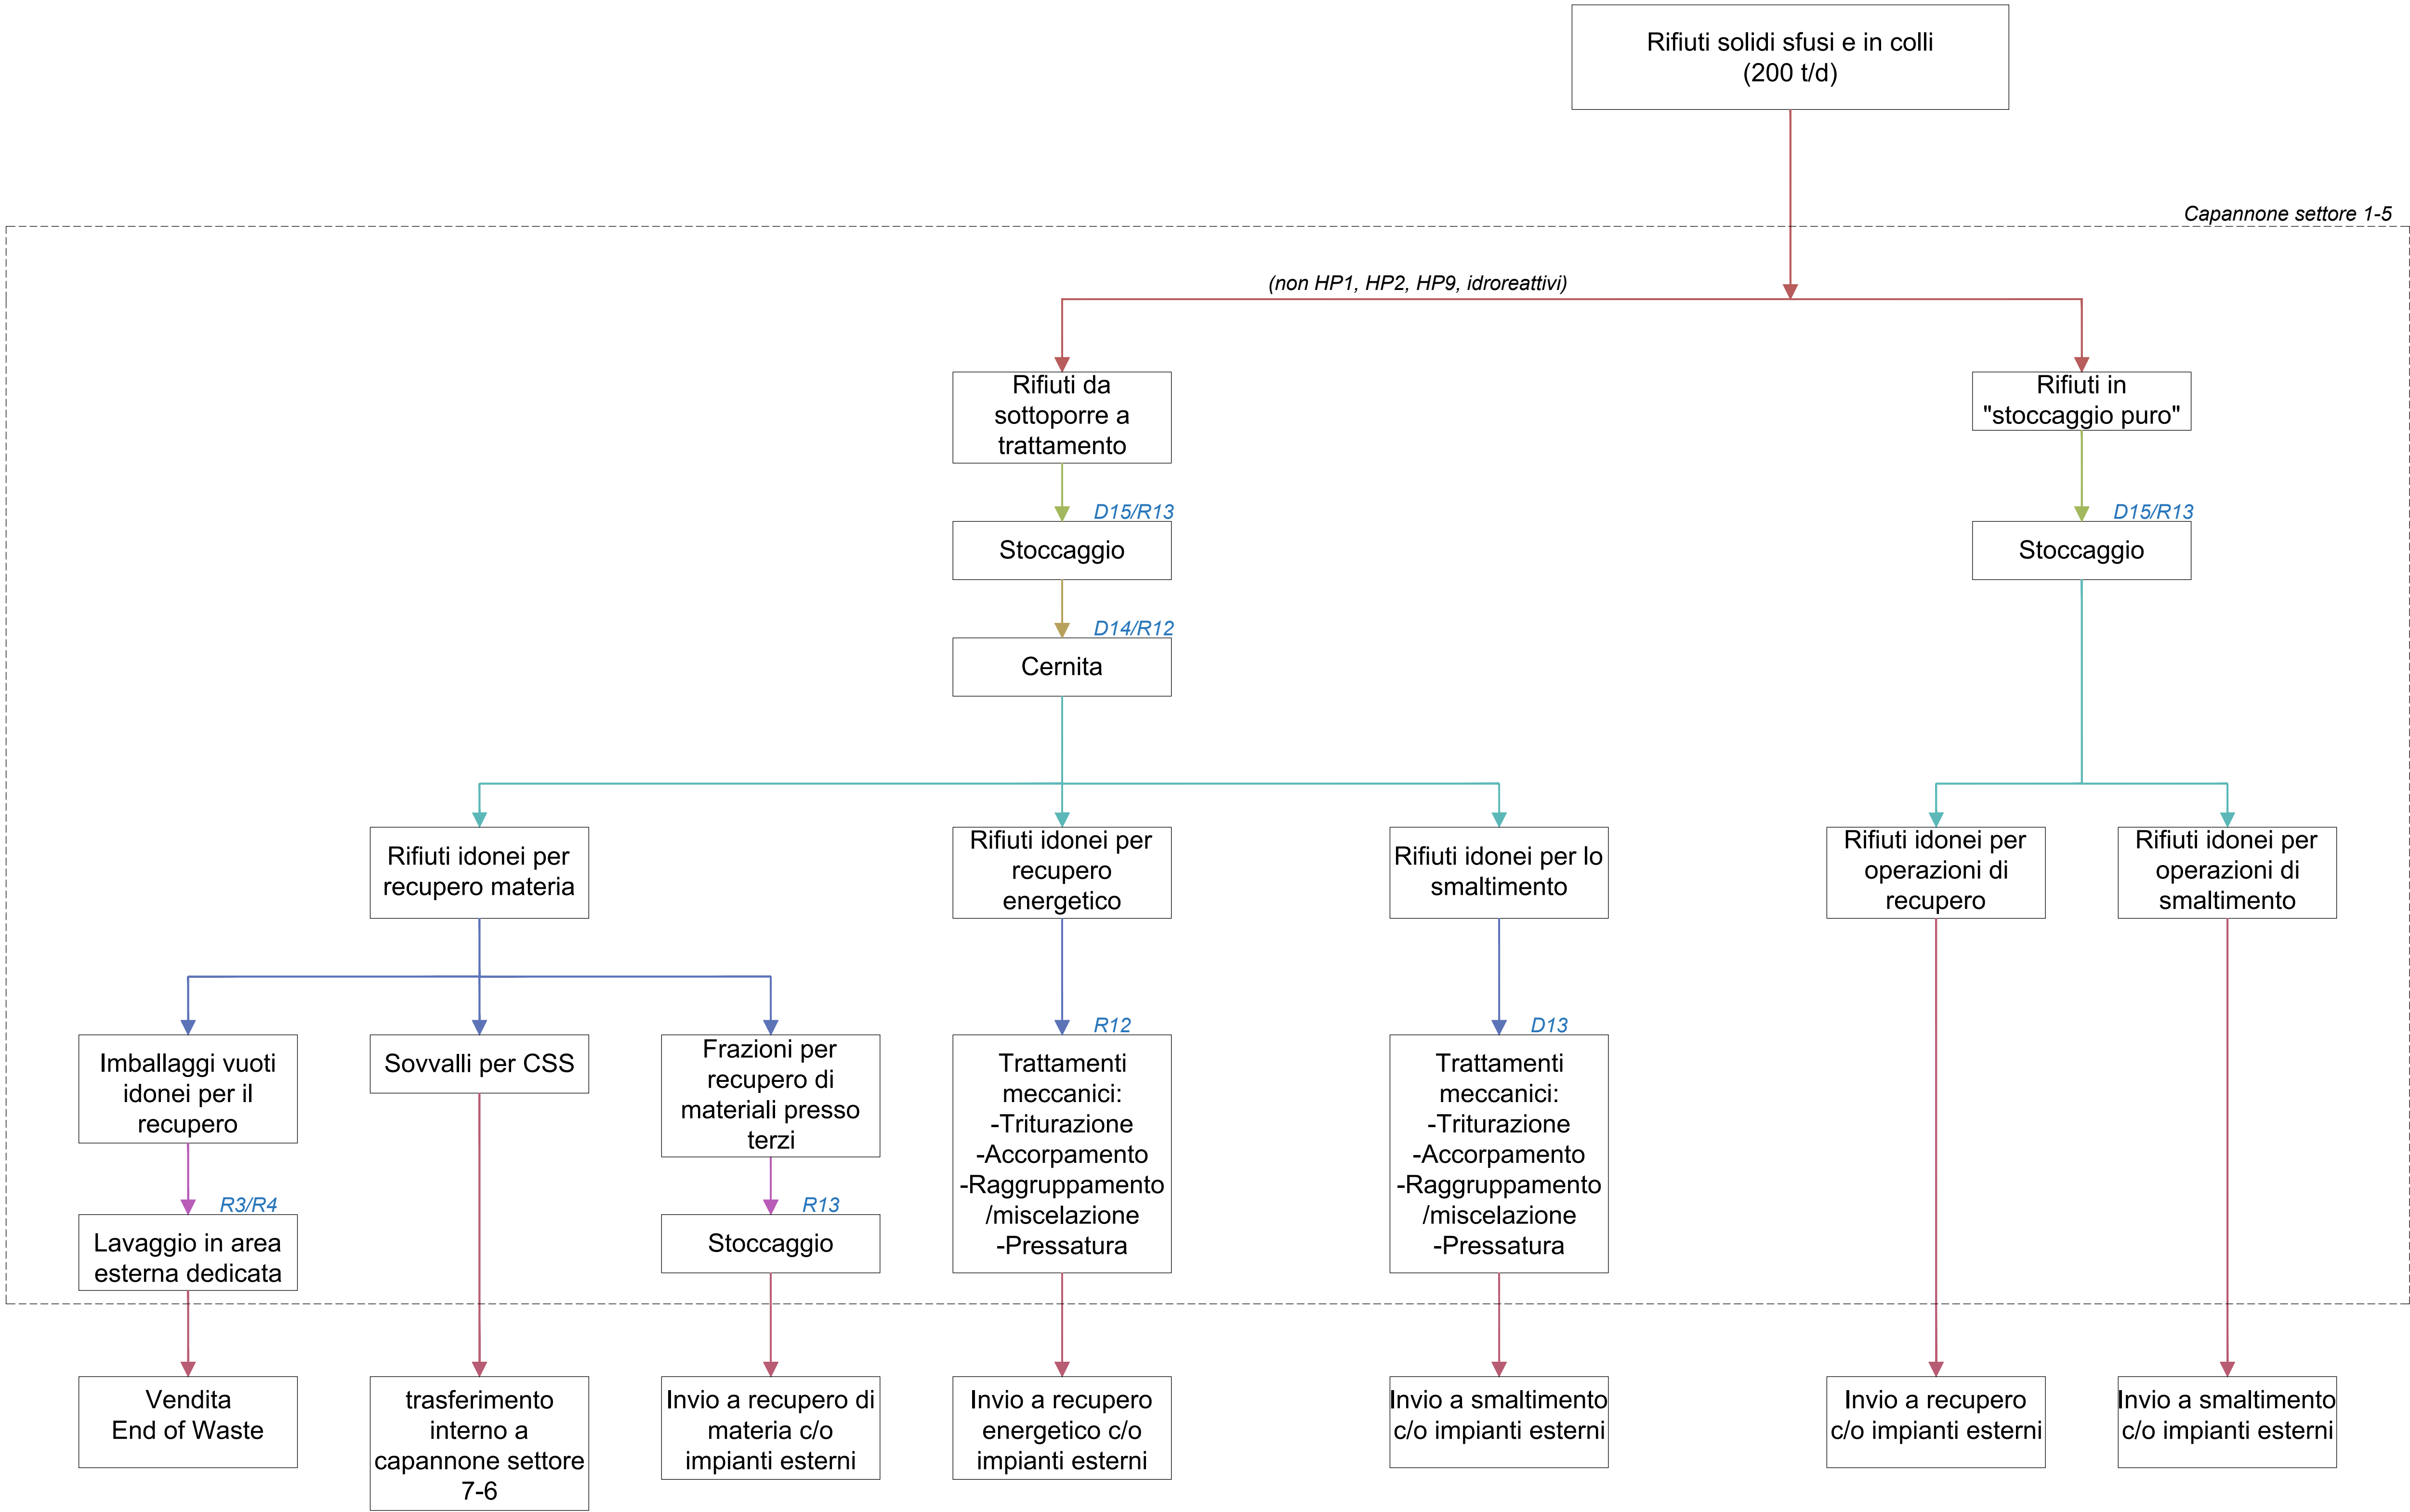 Rifiuti solidi sfusi e in colli
(200 t/d)
Capannone settore 1-5
(non HP1, HP2, HP9, idroreattivi)
Rifiuti da
sottoporre a
trattamento
Rifiuti in
"stoccaggio puro"
D15/R13
Stoccaggio
D15/R13
Stoccaggio
D14/R12
Cernita
Rifiuti idonei per
recupero materia
Rifiuti idonei per
recupero
energetico
Rifiuti idonei per lo
smaltimento
Rifiuti idonei per
operazioni di
recupero
Rifiuti idonei per
operazioni di
smaltimento
Imballaggi vuoti
idonei per il
recupero
Sovvalli per CSS
Frazioni per
recupero di
materiali presso
terzi
R12
Trattamenti
meccanici:
-Triturazione
-Accorpamento
-Raggruppamento
/miscelazione
-Pressatura
D13
Trattamenti
meccanici:
-Triturazione
-Accorpamento
-Raggruppamento
/miscelazione
-Pressatura
R3/R4
Lavaggio in area
esterna dedicata
R13
Stoccaggio
Vendita
End of Waste
trasferimento
interno a
capannone settore
7-6
Invio a recupero di
materia c/o
impianti esterni
Invio a recupero
energetico c/o
impianti esterni
Invio a smaltimento
c/o impianti esterni
Invio a recupero
c/o impianti esterni
Invio a smaltimento
c/o impianti esterni